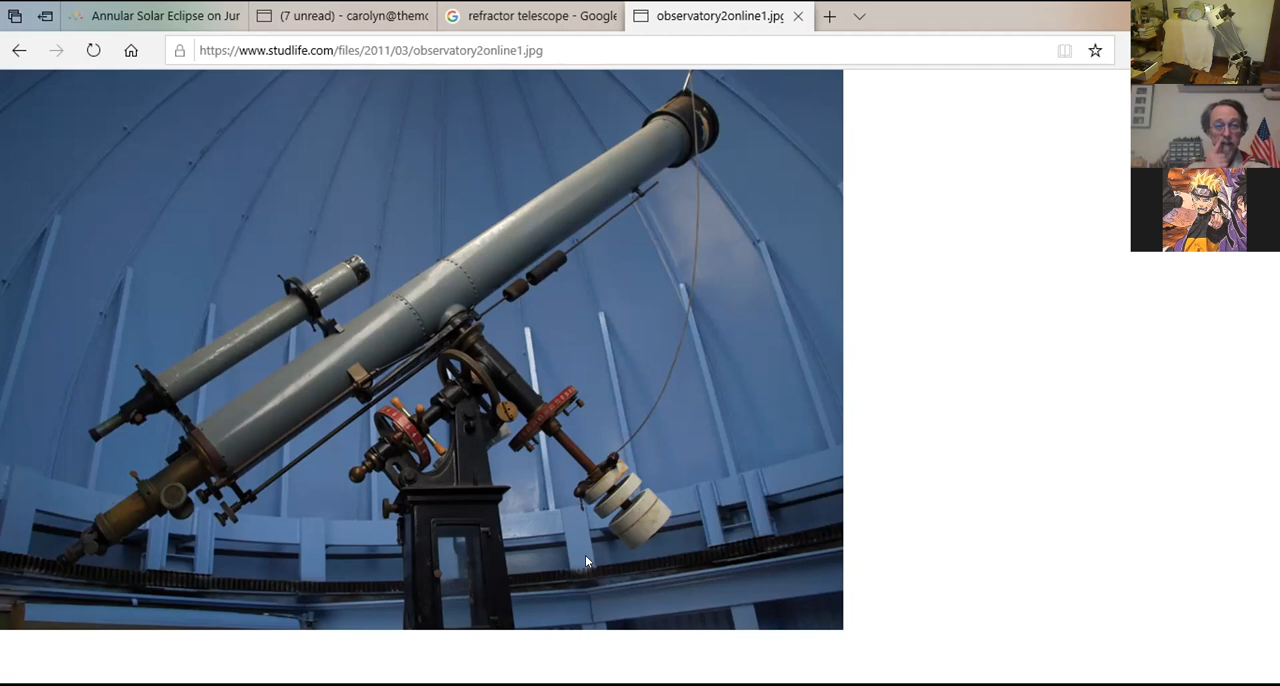 Annular Solar Eclipse on Jur
(7 unread) - carolyn@themc
refractor telescope - Google
observatory2online1.jpg
https://www.studlife.com/files/2011/03/observatory2online1.jpg